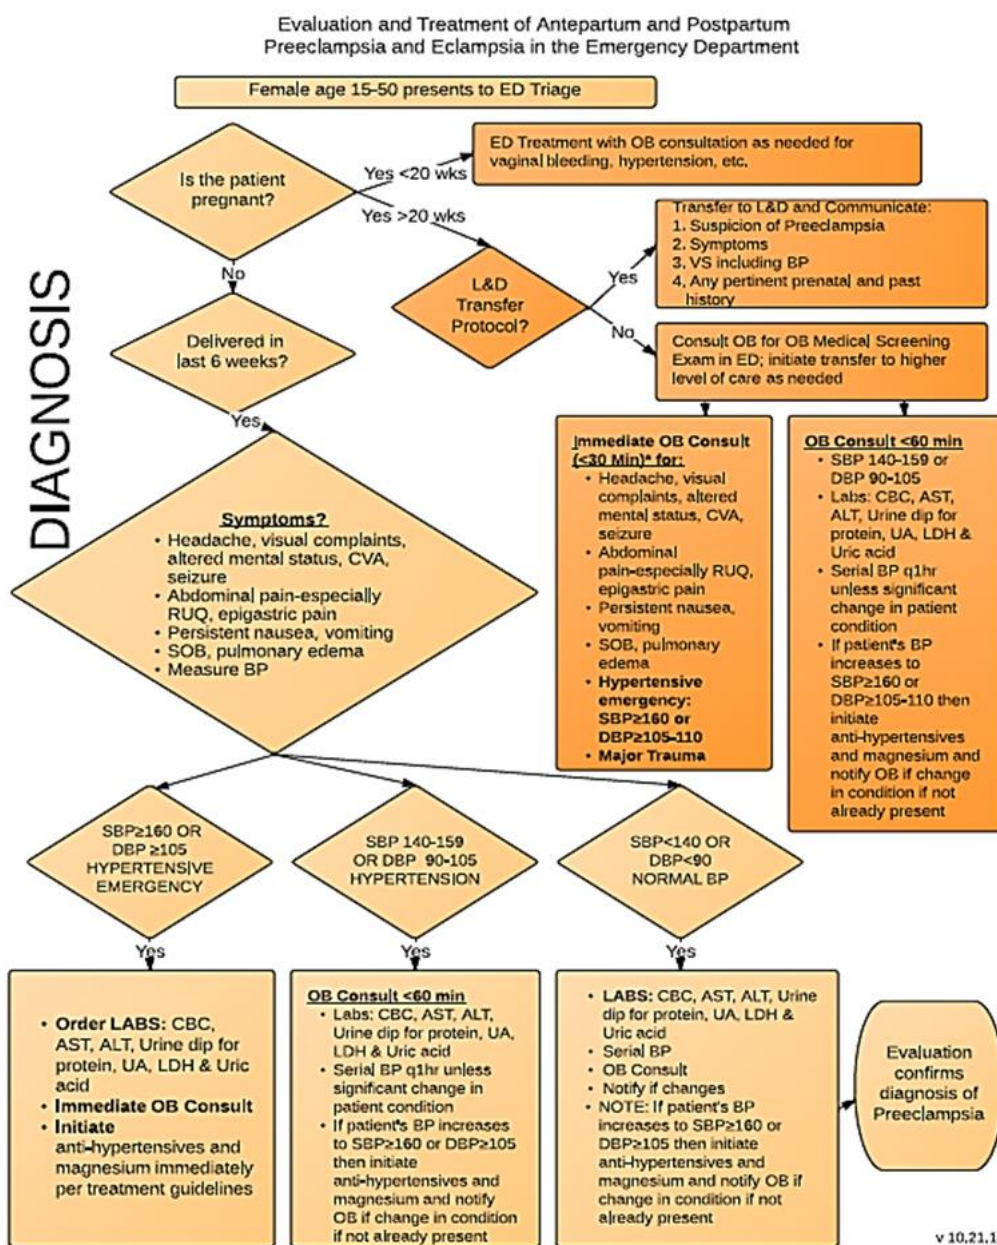 Evaluation and Treatment of Antepartum and Postpartum
Preeclampsia and Eclampsia in the Emergency Department
Female age 15-50 presents to ED Triage
DIAGNOSIS
Is the patient
pregnant?
Yes <20 wks
ED Treatment with OB consultation as needed for
vaginal bleeding, hypertension, etc.
Yes >20 wks
L&D
Transfer
Protocol?
Yes
Transfer to L&D and Communicate:
1. Suspicion of Preeclampsia
2. Symptoms
3. VS including BP
4. Any pertinent prenatal and past
history
No
Consult OB for OB Medical Screening
Exam in ED; initiate transfer to higher
level of care as needed
Immediate OB Consult
(<30 Min)* for:
• Headache, visual
complaints, altered
mental status, CVA,
seizure
• Abdominal
pain-especially RUQ,
epigastric pain
• Persistent nausea,
vomiting
• SOB, pulmonary
edema
• Hypertensive
emergency:
SBP≥160 or
DBP≥105-110
• Major Trauma
OB Consult <60 min
• SBP 140-159 or
DBP 90-105
• Labs: CBC, AST,
ALT, Urine dip for
protein, UA, LDH &
Uric acid
• Serial BP q1hr
unless significant
change in patient
condition
• If patient's BP
increases to
SBP≥160 or
DBP≥105-110 then
initiate
anti-hypertensives
and magnesium and
notify OB if change
in condition if not
already present
No
Delivered in
last 6 weeks?
Yes
Symptoms?
• Headache, visual complaints,
altered mental status, CVA,
seizure
• Abdominal pain-especially
RUQ, epigastric pain
• Persistent nausea, vomiting
• SOB, pulmonary edema
• Measure BP
SBP≥160 OR
DBP ≥105
HYPERTENSIVE
EMERGENCY
Yes
• Order LABS: CBC,
AST, ALT, Urine dip for
protein, UA, LDH & Uric
acid
• Immediate OB Consult
• Initiate
anti-hypertensives and
magnesium immediately
per treatment guidelines
SBP 140-159
OR DBP 90-105
HYPERTENSION
Yes
OB Consult <60 min
• Labs: CBC, AST, ALT,
Urine dip for protein, UA,
LDH & Uric acid
• Serial BP q1hr unless
significant change in
patient condition
• If patient's BP increases
to SBP≥160 or DBP≥105
then initiate
anti-hypertensives and
magnesium and notify
OB if change in condition
if not already present
SBP<140 OR
DBP<90
NORMAL BP
Yes
• LABS: CBC, AST, ALT, Urine
dip for protein, UA, LDH &
Uric acid
• Serial BP
• OB Consult
• Notify if changes
• NOTE: If patient's BP
increases to SBP≥160 or
DBP≥105 then initiate
anti-hypertensives and
magnesium and notify OB if
change in condition if not
already present
Evaluation
confirms
diagnosis of
Preeclampsia
v 10.21.1